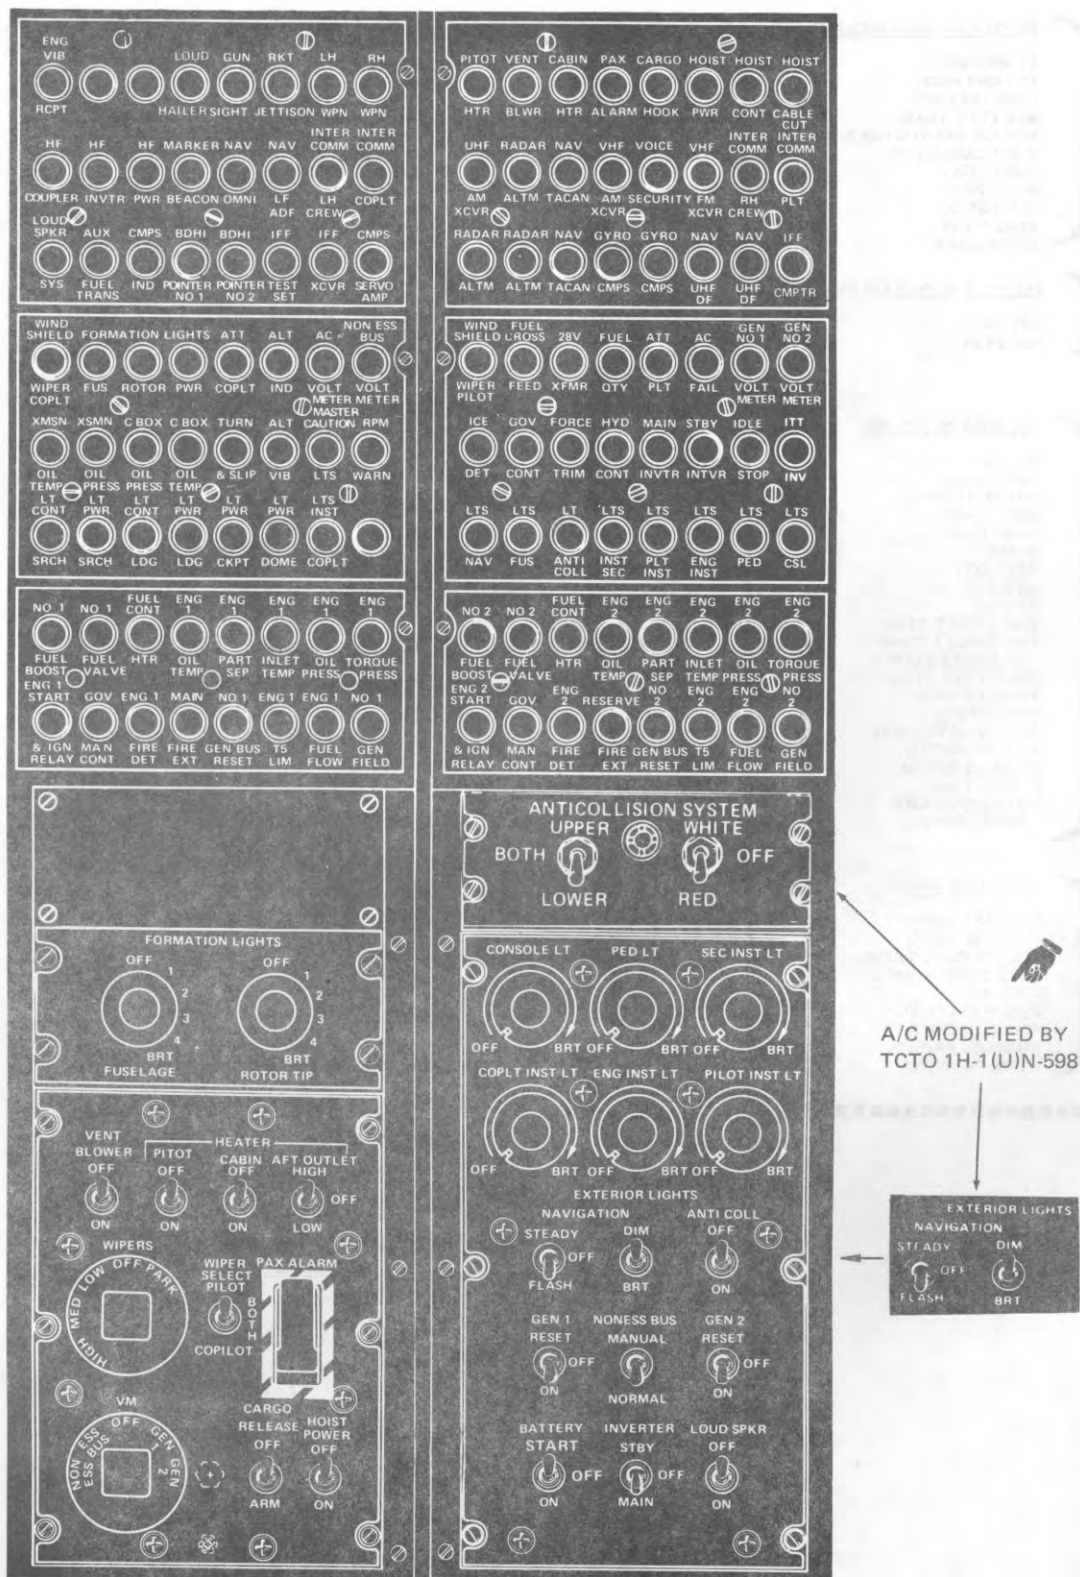 ENG
VIB LOUD GUN RKT LH RH
RCPT HAILER SIGHT JETTISON WPN WPN
INTER INTER
HF HF HF MARKER NAV NAV COMM COMM
COUPLER INVTR PWR BEACON OMNI LF LH COPLT
ADF CREW
LOUD
SPKR AUX CMPS BDHI BDHI IFF IFF CMPS
SYS FUEL IND POINTER POINTER TEST XCVR SERVO
TRANS NO 1 NO 2 SET AMP
PITOT VENT CABIN PAX CARGO HOIST HOIST HOIST
HTR BLWR HTR ALARM HOOK PWR CONT CABLE
CUT
INTER INTER
UHF RADAR NAV VHF VOICE VHF COMM COMM
AM ALTM TACAN AM SECURITY FM RH PLT
XCVR XCVR XCVR CREW
RADAR RADAR NAV GYRO GYRO NAV NAV IFF
ALTM ALTM TACAN CMPS CMPS UHF UHF CMPTR
DF DF
WIND NON ESS
SHIELD FORMATION LIGHTS ATT ALT AC BUS
WIPER FUS ROTOR PWR COPLT IND VOLT VOLT
COPLT METER METER
MASTER
XMSN XSMN C BOX C BOX TURN ALT CAUTION RPM
OIL OIL OIL OIL & SLIP VIB LTS WARN
TEMP PRESS PRESS TEMP
LT LT LT LT LT LT LTS
CONT PWR CONT PWR PWR PWR INST
SRCH SRCH LDG LDG CKPT DOME COPLT
WIND FUEL GEN GEN
SHIELD CROSS 28V FUEL ATT AC NO 1 NO 2
WIPER FEED XFMR QTY PLT FAIL VOLT VOLT
PILOT METER METER
ICE GOV FORCE HYD MAIN STBY IDLE ITT
DET CONT TRIM CONT INVTR INTVR STOP INV
LTS LTS LT LTS LTS LTS LTS LTS
NAV FUS ANTI INST PLT ENG PED CSL
COLL SEC INST INST
FUEL ENG ENG ENG ENG ENG
NO 1 NO 1 CONT 1 1 1 1 1
FUEL FUEL HTR OIL PART INLET OIL TORQUE
BOOST VALVE TEMP SEP TEMP PRESS PRESS
ENG 1
START GOV ENG 1 MAIN NO 1 ENG 1 ENG 1 NO 1
& IGN MAN FIRE FIRE GEN BUS T5 FUEL GEN
RELAY CONT DET EXT RESET LIM FLOW FIELD
FUEL ENG ENG ENG ENG ENG
NO 2 NO 2 CONT 2 2 2 2 2
FUEL FUEL HTR OIL PART INLET OIL TORQUE
BOOST VALVE TEMP SEP TEMP PRESS PRESS
ENG 2 ENG NO ENG ENG NO
START GOV 2 RESERVE 2 2 2 2
& IGN MAN FIRE FIRE GEN BUS T5 FUEL GEN
RELAY CONT DET EXT RESET LIM FLOW FIELD
ANTICOLLISION SYSTEM
UPPER WHITE
BOTH OFF
LOWER RED
FORMATION LIGHTS
OFF OFF
1 1
2 2
3 3
4 4
BRT BRT
FUSELAGE ROTOR TIP
CONSOLE LT PED LT SEC INST LT
OFF BRT OFF BRT OFF BRT
COPLT INST LT ENG INST LT PILOT INST LT
OFF BRT OFF BRT OFF BRT
A/C MODIFIED BY
TCTO 1H-1(U)N-598
VENT HEATER
BLOWER PITOT CABIN AFT OUTLET
OFF OFF OFF HIGH
OFF
ON ON ON LOW
WIPERS
HIGH MED LOW OFF PARK
WIPER
SELECT
PILOT
BOTH
COPILOT
PAX ALARM
VM
NON ESS OFF GEN GEN
ESS BUS 1 2
CARGO
RELEASE
OFF
ARM
HOIST
POWER
OFF
ON
EXTERIOR LIGHTS
NAVIGATION ANTI COLL
STEADY DIM OFF
OFF
FLASH BRT ON
GEN 1 NONESS BUS GEN 2
RESET MANUAL RESET
OFF OFF
ON NORMAL ON
BATTERY INVERTER LOUD SPKR
START STBY OFF
OFF OFF
ON MAIN ON
EXTERIOR LIGHTS
NAVIGATION
STEADY DIM
OFF
FLASH BRT